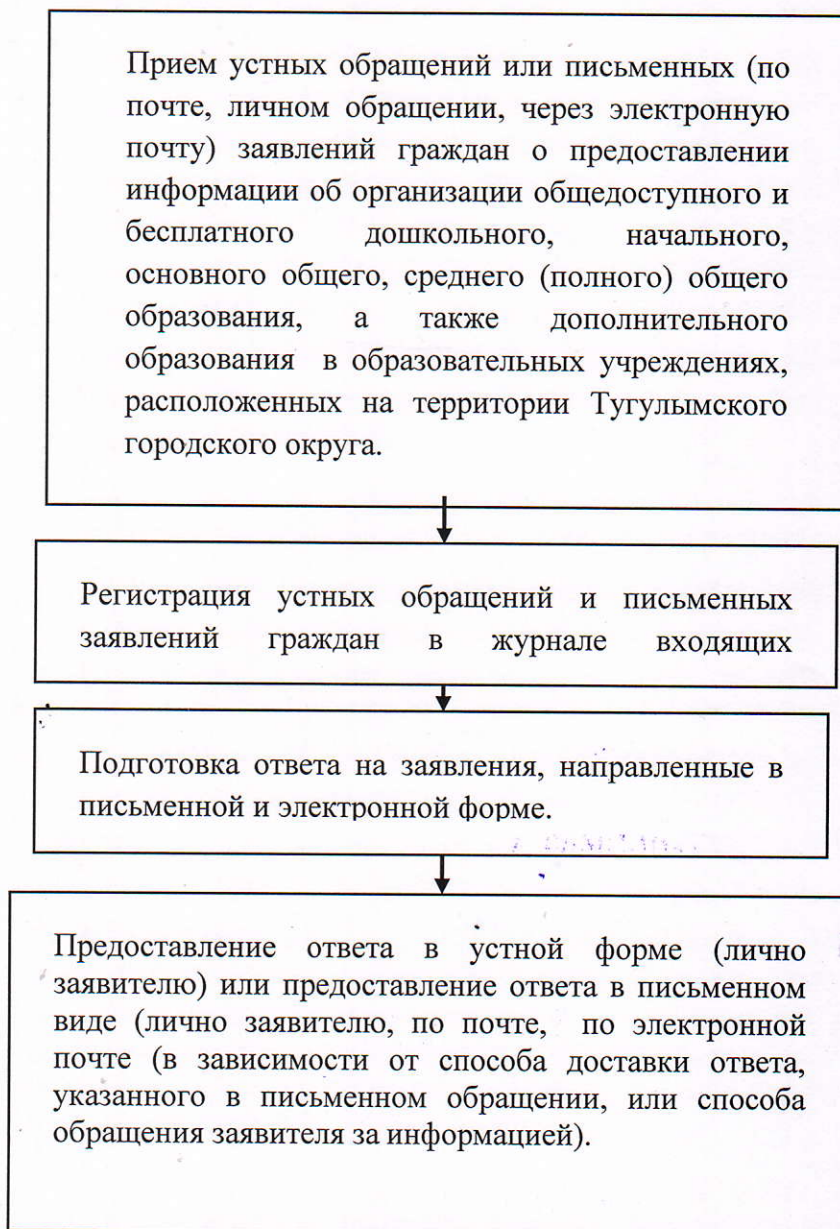 Прием устных обращений или письменных (по
почте, личном обращении, через электронную
почту) заявлений граждан о предоставлении
информации об организации общедоступного и
бесплатного дошкольного, начального,
основного общего, среднего (полного) общего
образования, а также дополнительного
образования в образовательных учреждениях,
расположенных на территории Тугулымского
городского округа.
Регистрация устных обращений и письменных
заявлений граждан в журнале входящих
Подготовка ответа на заявления, направленные в
письменной и электронной форме.
Предоставление ответа в устной форме (лично
заявителю) или предоставление ответа в письменном
виде (лично заявителю, по почте, по электронной
почте (в зависимости от способа доставки ответа,
указанного в письменном обращении, или способа
обращения заявителя за информацией).